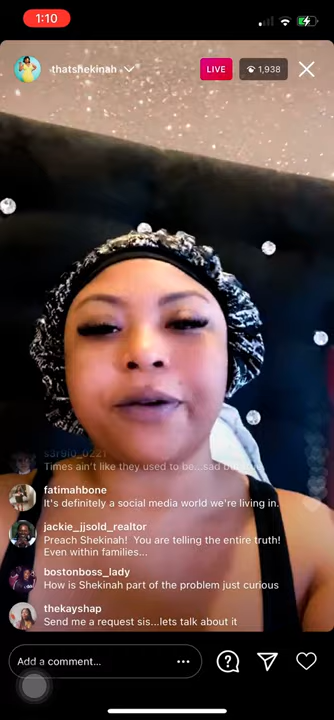 1:10
thatshekinah
LIVE
1,938
s3rg10_0221
Times ain't like they used to be...sad but true
fatimahbone
It's definitely a social media world we're living in.
jackie_jjsold_realtor
Preach Shekinah! You are telling the entire truth!
Even within families...
bostonboss_lady
How is Shekinah part of the problem just curious
thekayshap
Send me a request sis...lets talk about it
Add a comment...